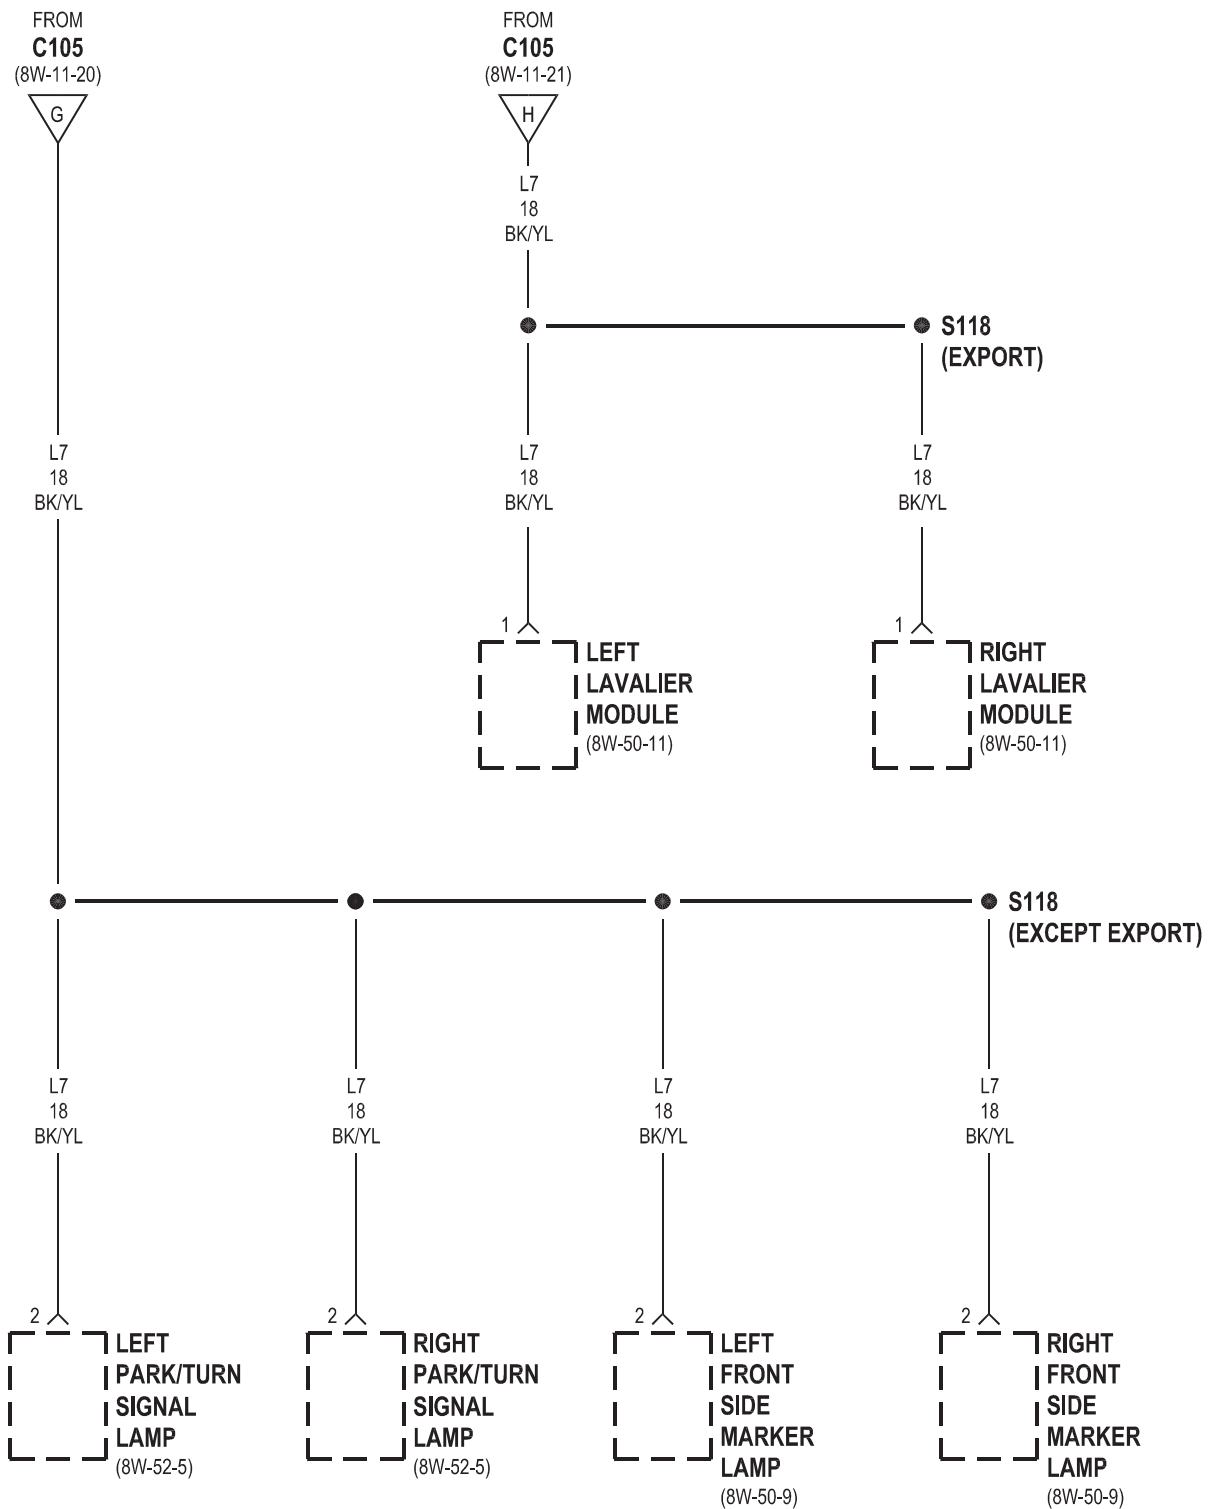 FROM
C105
(8W-11-20)
G
FROM
C105
(8W-11-21)
H
L7
18
BK/YL
S118
(EXPORT)
L7
18
BK/YL
L7
18
BK/YL
L7
18
BK/YL
1
LEFT
LAVALIER
MODULE
(8W-50-11)
1
RIGHT
LAVALIER
MODULE
(8W-50-11)
S118
(EXCEPT EXPORT)
L7
18
BK/YL
L7
18
BK/YL
L7
18
BK/YL
L7
18
BK/YL
2
LEFT
PARK/TURN
SIGNAL
LAMP
(8W-52-5)
2
RIGHT
PARK/TURN
SIGNAL
LAMP
(8W-52-5)
2
LEFT
FRONT
SIDE
MARKER
LAMP
(8W-50-9)
2
RIGHT
FRONT
SIDE
MARKER
LAMP
(8W-50-9)